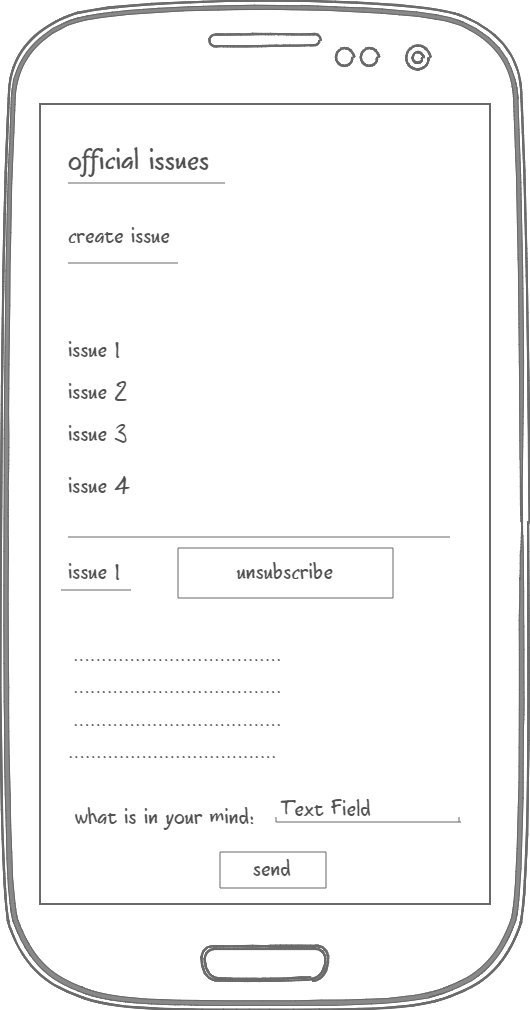 official issues
create issue
issue 1
issue 2
issue 3
issue 4
issue 1 unsubscribe
what is in your mind: Text Field
send